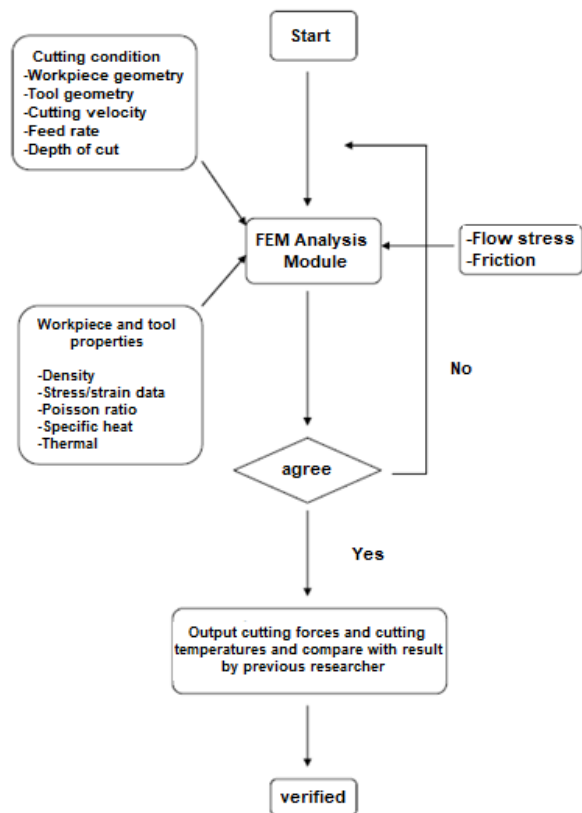 Start
Cutting condition
-Workpiece geometry
-Tool geometry
-Cutting velocity
-Feed rate
-Depth of cut
FEM Analysis
Module
-Flow stress
-Friction
Workpiece and tool
properties
-Density
-Stress/strain data
-Poisson ratio
-Specific heat
-Thermal
No
agree
Yes
Output cutting forces and cutting
temperatures and compare with result
by previous researcher
verified